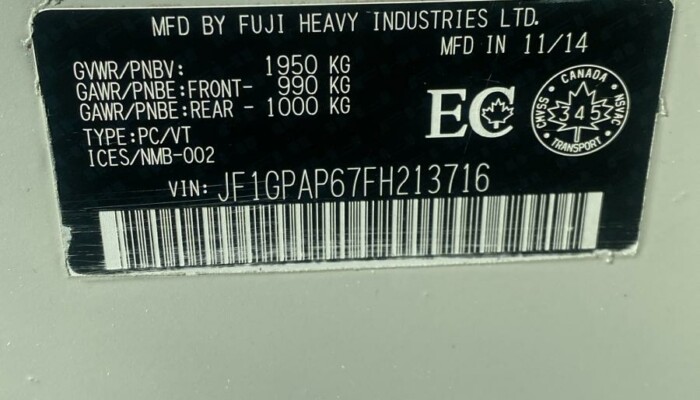 MFD BY FUJI HEAVY INDUSTRIES LTD.
MFD IN 11/14
GVWR/PNBV: 1950 KG
GAWR/PNBE:FRONT- 990 KG
GAWR/PNBE:REAR - 1000 KG
TYPE:PC/VT
ICES/NMB-002
EC
CANADA
CMVSS
345
NSVAC
VIN: JF1GPAP67FH213716